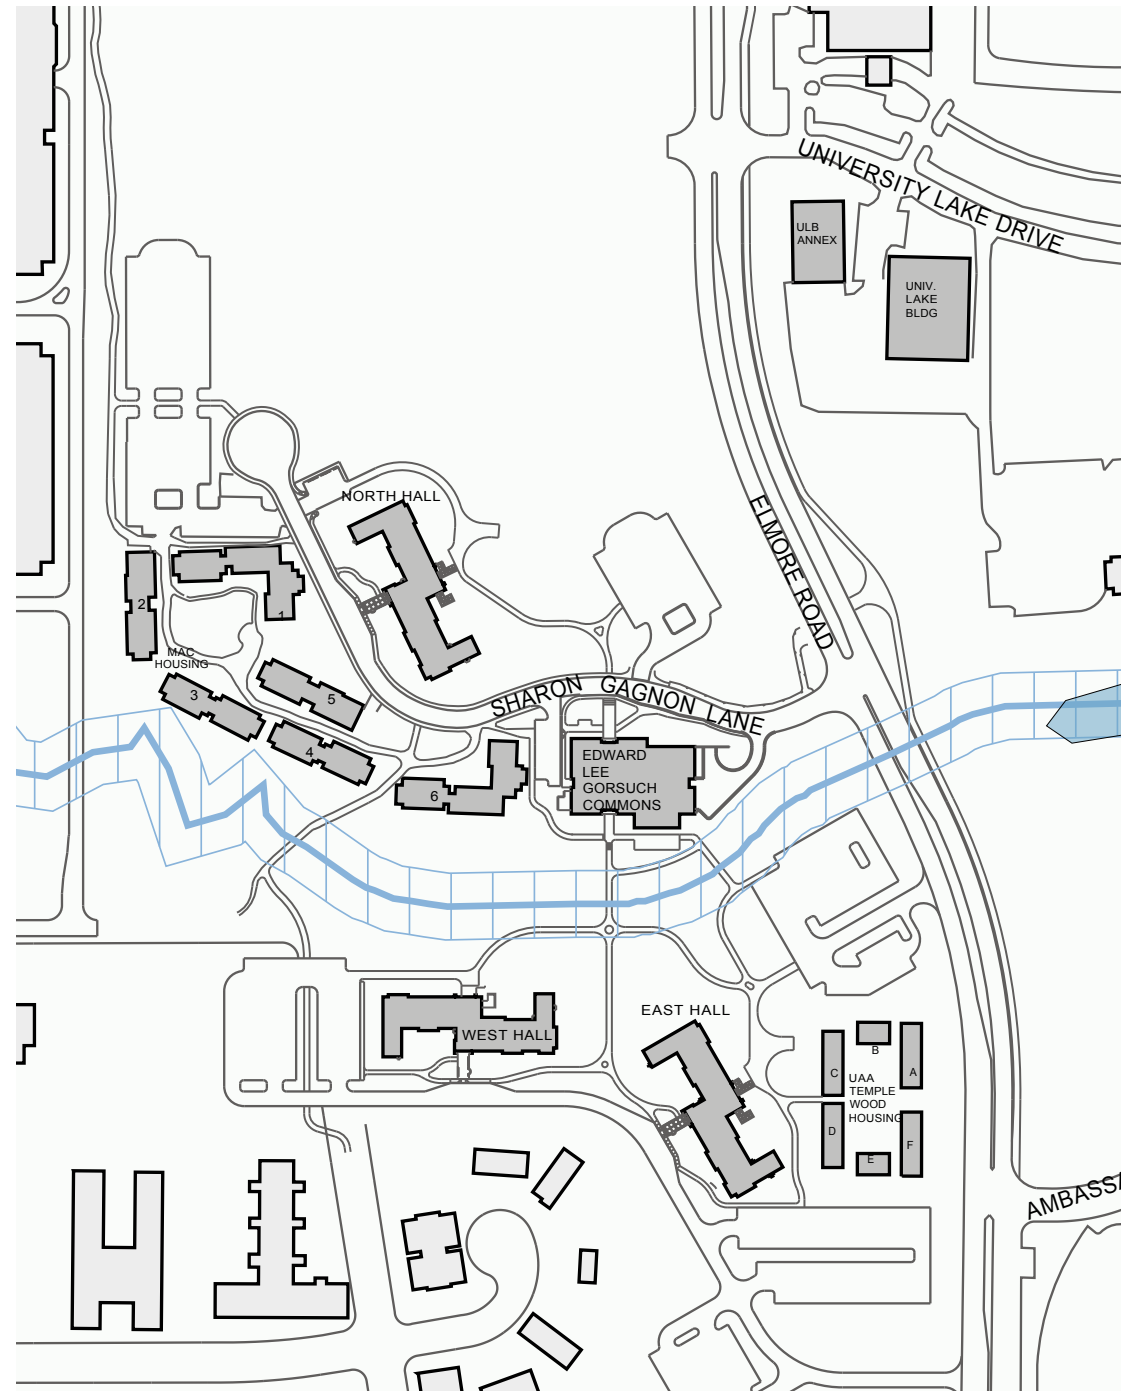 UNIVERSITY LAKE DRIVE
ULB
ANNEX
UNIV.
LAKE
BLDG
NORTH HALL
ELMORE ROAD
2
1
MAC
HOUSING
3
5
4
SHARON GAGNON LANE
EDWARD
LEE
GORSUCH
COMMONS
6
EAST HALL
WEST HALL
B
C
A
UAA
TEMPLE
WOOD
HOUSING
D
F
E
AMBASSA